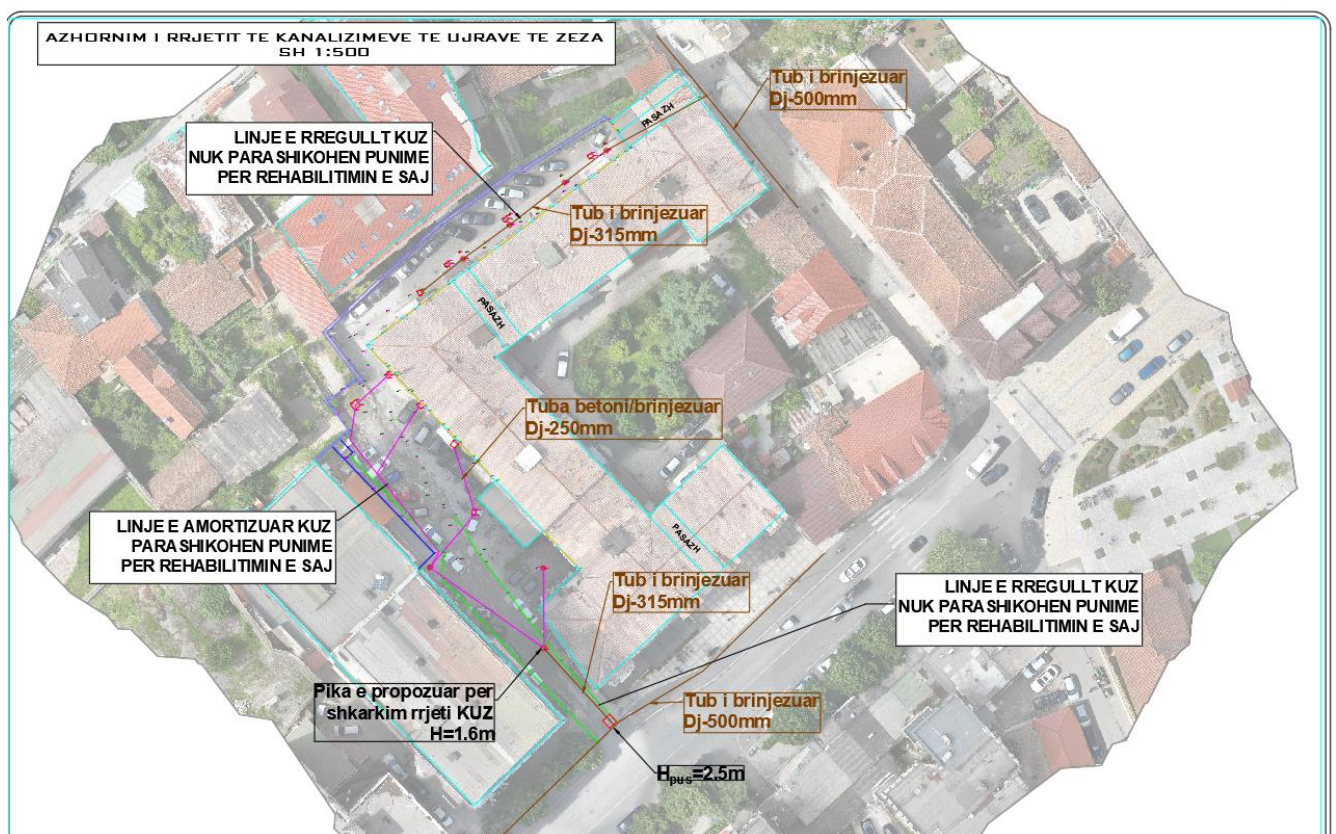 AZHORNIM I RRJETIT TE KANALIZIMEVE TE UJRAVE TE ZEZA
SH 1:500
Tub i brinjezuar
Dj-500mm
PASAZH
LINJE E RREGULLT KUZ
NUK PARASHIKOHEN PUNIME
PER REHABILITIMIN E SAJ
Tub i brinjezuar
Dj-315mm
PASAZH
Tuba betoni/brinjezuar
Dj-250mm
LINJE E AMORTIZUAR KUZ
PARASHIKOHEN PUNIME
PER REHABILITIMIN E SAJ
PASAZH
Tub i brinjezuar
Dj-315mm
LINJE E RREGULLT KUZ
NUK PARASHIKOHEN PUNIME
PER REHABILITIMIN E SAJ
Pika e propozuar per
shkarkim rrjeti KUZ
H=1.6m
Tub i brinjezuar
Dj-500mm
Hpus=2.5m